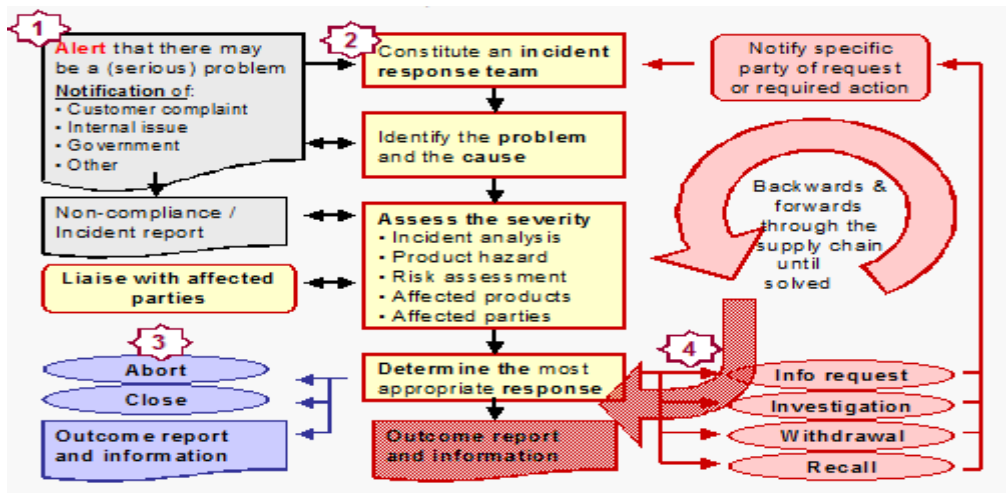 1
Alert that there may
be a (serious) problem
Notification of:
• Customer complaint
• Internal issue
• Government
• Other
Non-compliance /
Incident report
Liaise with affected
parties
2
Constitute an incident
response team
Identify the problem
and the cause
Assess the severity
• Incident analysis
• Product hazard
• Risk assessment
• Affected products
• Affected parties
Determine the most
appropriate response
Outcome report
and information
3
Abort
Close
Outcome report
and information
Notify specific
party of request
or required action
Backwards &
forwards
through the
supply chain
until
solved
4
Info request
Investigation
Withdrawal
Recall